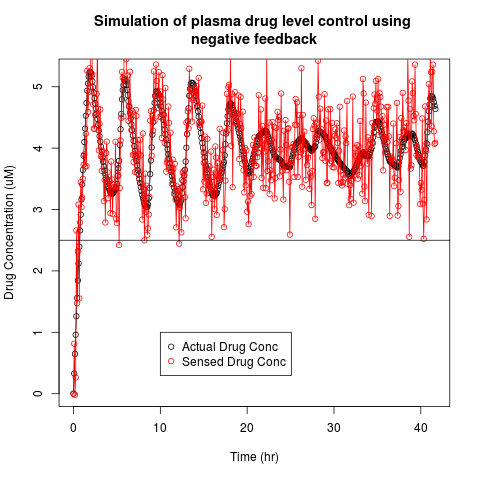 Simulation of plasma drug level control using
negative feedback
Drug Concentration (uM)
5
4
3
2
1
0
Actual Drug Conc
Sensed Drug Conc
0 10 20 30 40
Time (hr)